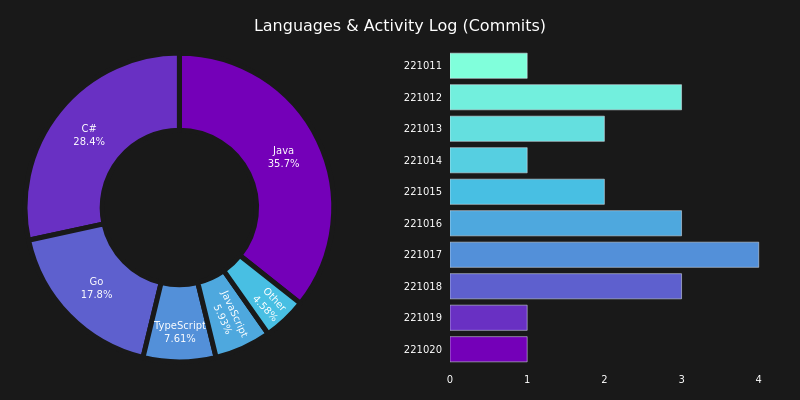 Languages & Activity Log (Commits)
Java
35.7%
C#
28.4%
Go
17.8%
TypeScript
7.61%
JavaScript
5.93%
Other
4.58%
221011
221012
221013
221014
221015
221016
221017
221018
221019
221020
0 1 2 3 4